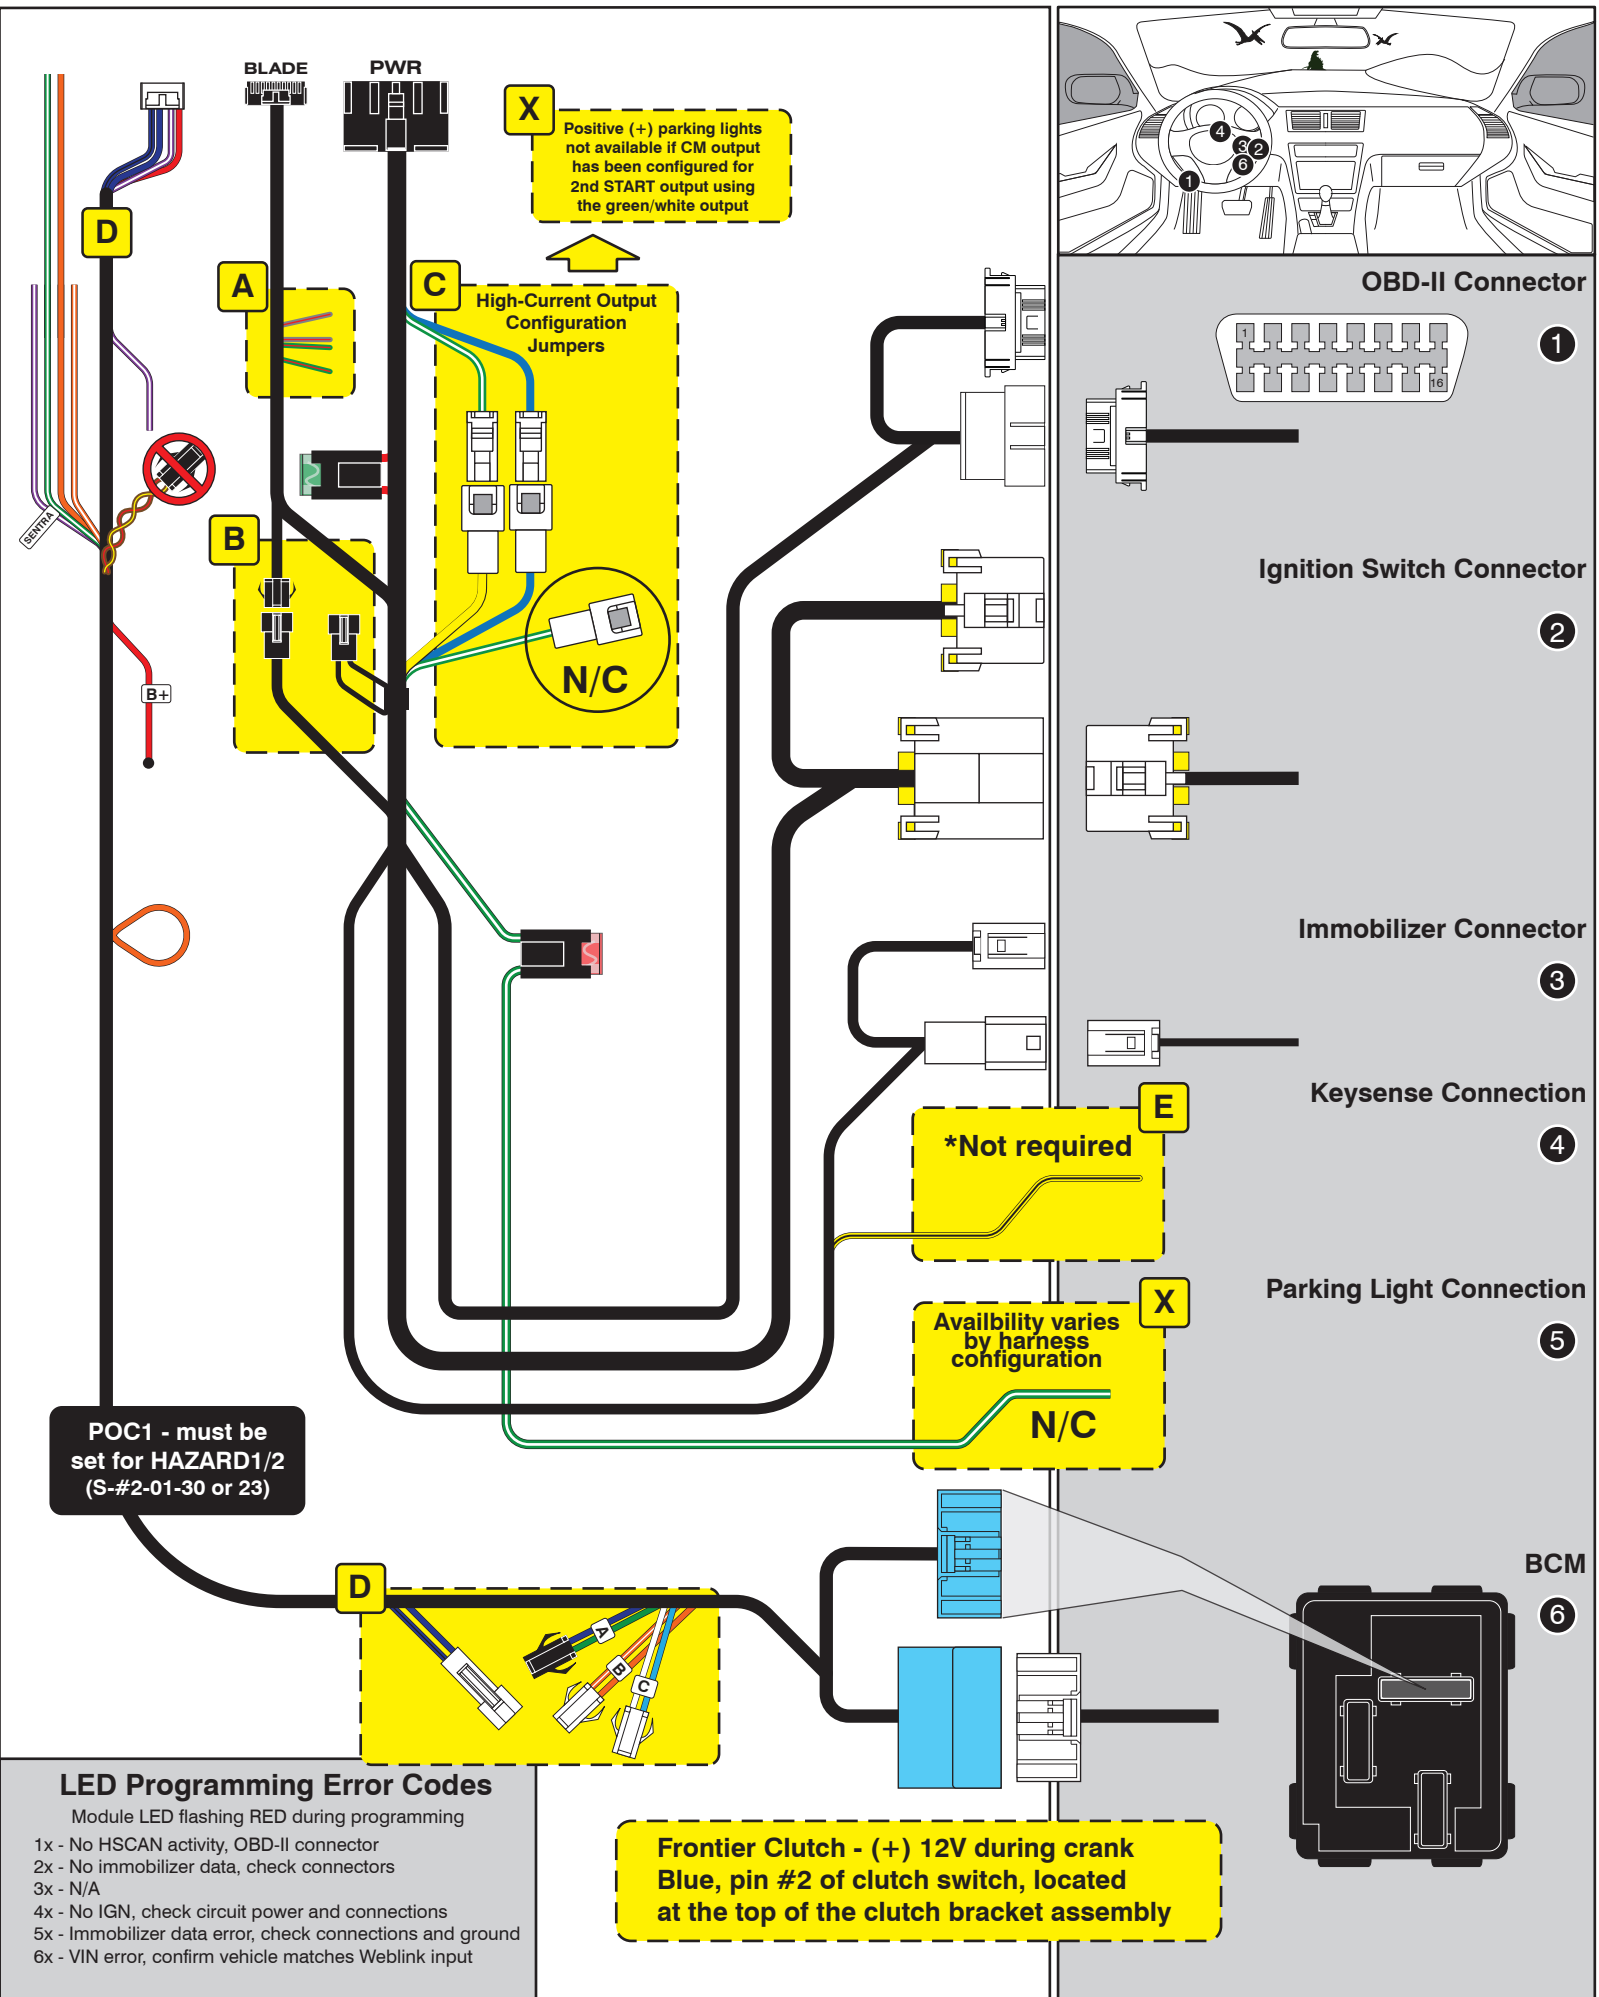 BLADE
PWR
X
Positive (+) parking lights
not available if CM output
has been configured for
2nd START output using
the green/white output
4
3
2
6
1
D
A
C
High-Current Output
Configuration
Jumpers
OBD-II Connector
1
1
16
SENTRA
B
N/C
B+
Ignition Switch Connector
2
Immobilizer Connector
3
Keysense Connection
4
E
*Not required
Parking Light Connection
5
X
Availbility varies
by harness
configuration
N/C
POC1 - must be
set for HAZARD1/2
(S-#2-01-30 or 23)
BCM
6
D
A
B
C
LED Programming Error Codes
Module LED flashing RED during programming
1x - No HSCAN activity, OBD-II connector
2x - No immobilizer data, check connectors
3x - N/A
4x - No IGN, check circuit power and connections
5x - Immobilizer data error, check connections and ground
6x - VIN error, confirm vehicle matches Weblink input
Frontier Clutch - (+) 12V during crank
Blue, pin #2 of clutch switch, located
at the top of the clutch bracket assembly